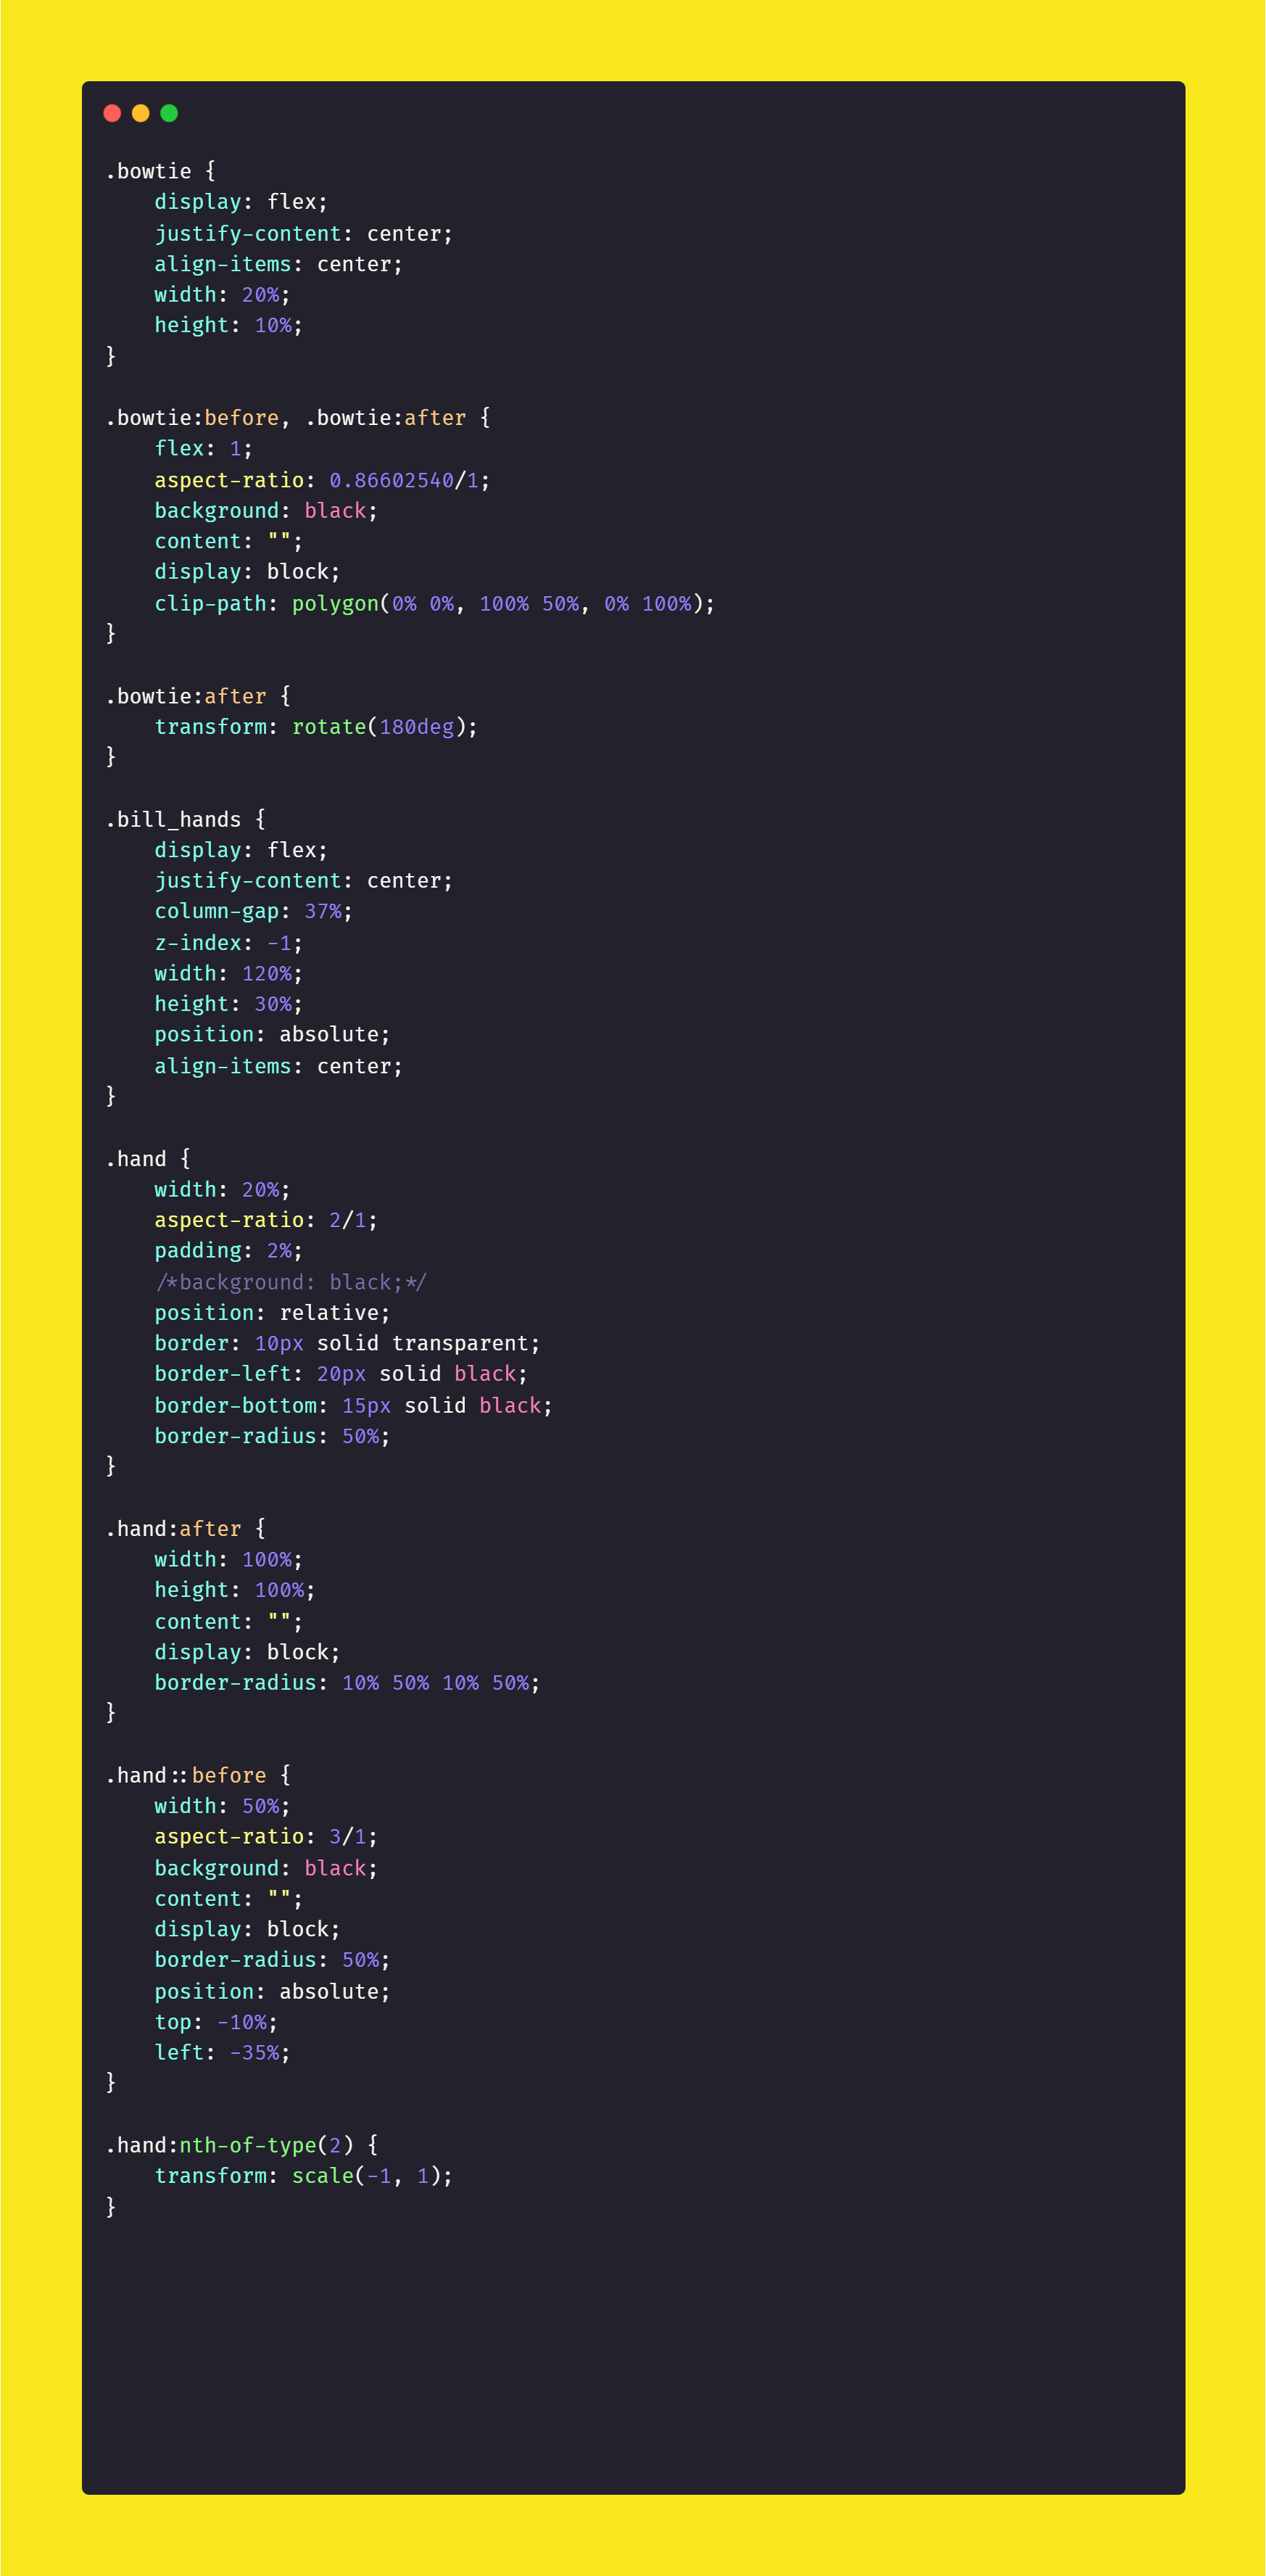 .bowtie {
    display: flex;
    justify-content: center;
    align-items: center;
    width: 20%;
    height: 10%;
}

.bowtie:before, .bowtie:after {
    flex: 1;
    aspect-ratio: 0.86602540/1;
    background: black;
    content: "";
    display: block;
    clip-path: polygon(0% 0%, 100% 50%, 0% 100%);
}

.bowtie:after {
    transform: rotate(180deg);
}

.bill_hands {
    display: flex;
    justify-content: center;
    column-gap: 37%;
    z-index: -1;
    width: 120%;
    height: 30%;
    position: absolute;
    align-items: center;
}

.hand {
    width: 20%;
    aspect-ratio: 2/1;
    padding: 2%;
    /*background: black;*/
    position: relative;
    border: 10px solid transparent;
    border-left: 20px solid black;
    border-bottom: 15px solid black;
    border-radius: 50%;
}

.hand:after {
    width: 100%;
    height: 100%;
    content: "";
    display: block;
    border-radius: 10% 50% 10% 50%;
}

.hand::before {
    width: 50%;
    aspect-ratio: 3/1;
    background: black;
    content: "";
    display: block;
    border-radius: 50%;
    position: absolute;
    top: -10%;
    left: -35%;
}

.hand:nth-of-type(2) {
    transform: scale(-1, 1);
}